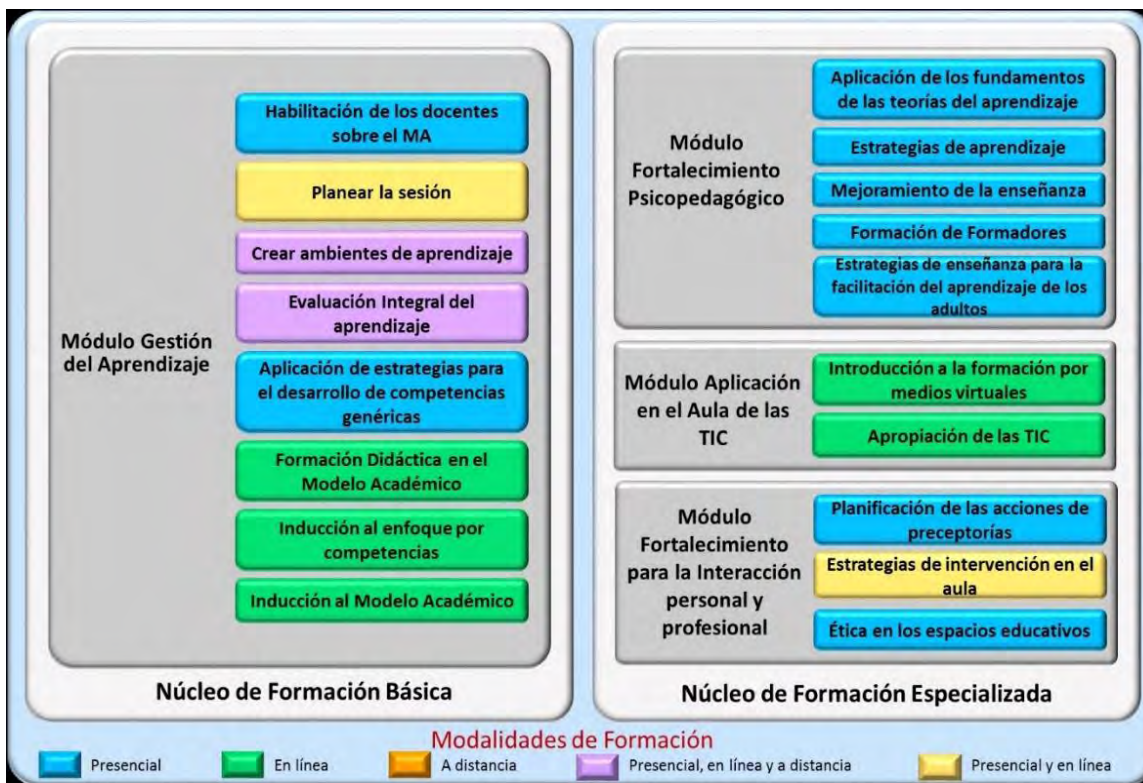 Módulo Gestión
del Aprendizaje
Habilitación de los docentes
sobre el MA
Planear la sesión
Crear ambientes de aprendizaje
Evaluación Integral del
aprendizaje
Aplicación de estrategias para
el desarrollo de competencias
genéricas
Formación Didáctica en el
Modelo Académico
Inducción al enfoque por
competencias
Inducción al Modelo Académico
Núcleo de Formación Básica
Módulo
Fortalecimiento
Psicopedagógico
Aplicación de los fundamentos
de las teorías del aprendizaje
Estrategias de aprendizaje
Mejoramiento de la enseñanza
Formación de Formadores
Estrategias de enseñanza para la
facilitación del aprendizaje de los
adultos
Módulo Aplicación
en el Aula de las
TIC
Introducción a la formación por
medios virtuales
Apropiación de las TIC
Módulo
Fortalecimiento
para la Interacción
personal y
profesional
Planificación de las acciones de
preceptorías
Estrategias de intervención en el
aula
Ética en los espacios educativos
Núcleo de Formación Especializada
Modalidades de Formación
Presencial
En línea
A distancia
Presencial, en línea y a distancia
Presencial y en línea